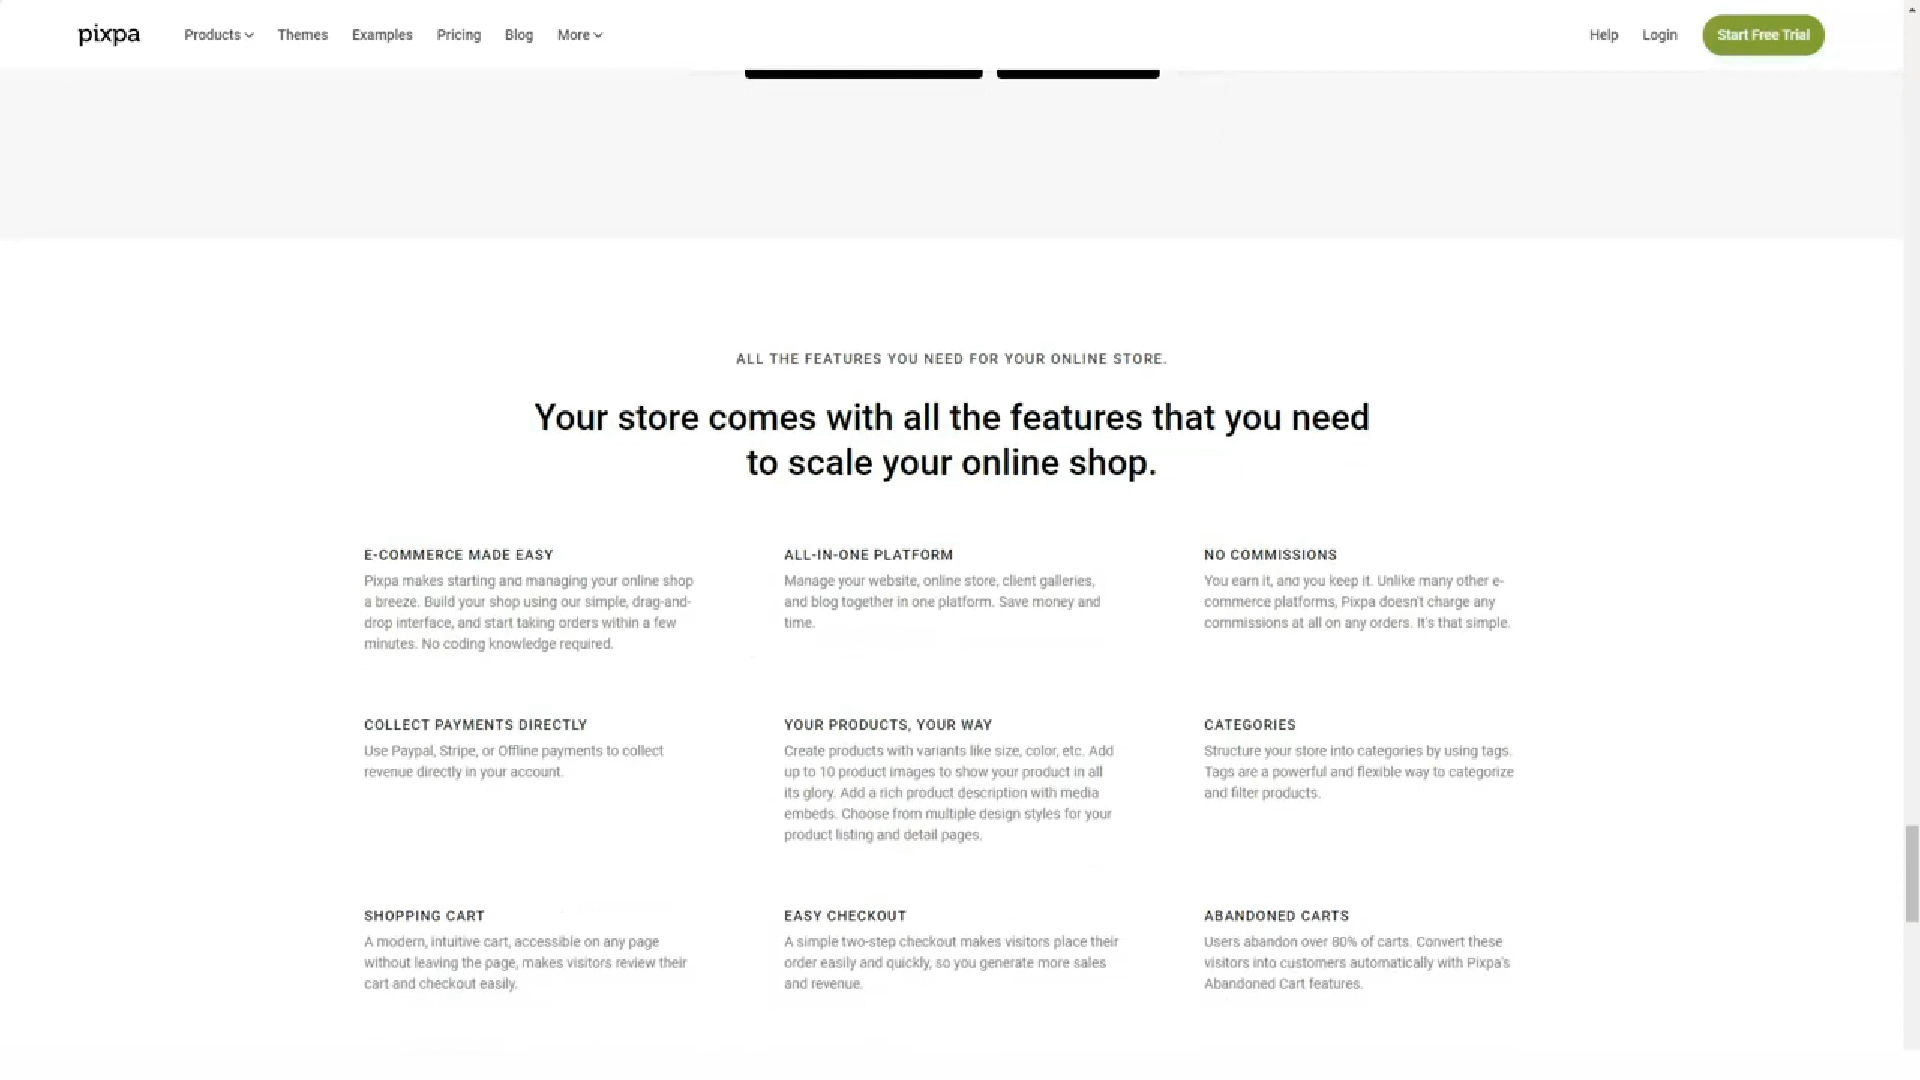 pixpa
Products
Themes
Examples
Pricing
Blog
More
Help
Login
Start Free Trial
ALL THE FEATURES YOU NEED FOR YOUR ONLINE STORE.
Your store comes with all the features that you need
to scale your online shop.
E-COMMERCE MADE EASY
Pixpa makes starting and managing your online shop
a breeze. Build your shop using our simple, drag-and-
drop interface, and start taking orders within a few
minutes. No coding knowledge required.
ALL-IN-ONE PLATFORM
Manage your website, online store, client galleries,
and blog together in one platform. Save money and
time.
NO COMMISSIONS
You earn it, and you keep it. Unlike many other e-
commerce platforms, Pixpa doesn't charge any
commissions at all on any orders. It's that simple.
COLLECT PAYMENTS DIRECTLY
Use Paypal, Stripe, or Offline payments to collect
revenue directly in your account.
YOUR PRODUCTS, YOUR WAY
Create products with variants like size, color, etc. Add
up to 10 product images to show your product in all
its glory. Add a rich product description with media
embeds. Choose from multiple design styles for your
product listing and detail pages.
CATEGORIES
Structure your store into categories by using tags.
Tags are a powerful and flexible way to categorize
and filter products.
SHOPPING CART
A modern, intuitive cart, accessible on any page
without leaving the page, makes visitors review their
cart and checkout easily.
EASY CHECKOUT
A simple two-step checkout makes visitors place their
order easily and quickly, so you generate more sales
and revenue.
ABANDONED CARTS
Users abandon over 80% of carts. Convert these
visitors into customers automatically with Pixpa's
Abandoned Cart features.